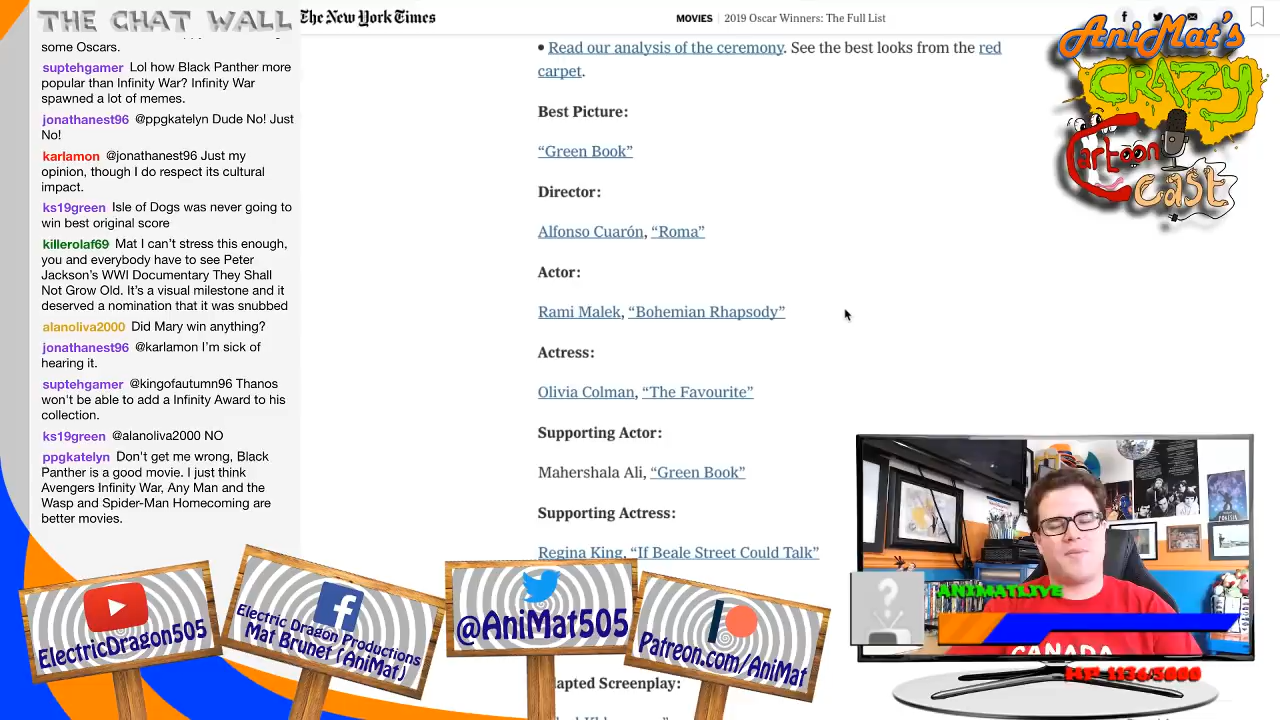 THE CHAT WALL
some Oscars.
suptehgamer Lol how Black Panther more
popular than Infinity War? Infinity War
spawned a lot of memes.
jonathanest96 @ppgkatelyn Dude No! Just
No!
karlamon @jonathanest96 Just my
opinion, though I do respect its cultural
impact.
ks19green Isle of Dogs was never going to
win best original score
killerolaf69 Mat I can't stress this enough,
you and everybody have to see Peter
Jackson's WWI Documentary They Shall
Not Grow Old. It's a visual milestone and it
deserved a nomination that it was snubbed
alanoliva2000 Did Mary win anything?
jonathanest96 @karlamon I'm sick of
hearing it.
suptehgamer @kingofautumn96 Thanos
won't be able to add a Infinity Award to his
collection.
ks19green @alanoliva2000 NO
ppgkatelyn Don't get me wrong, Black
Panther is a good movie. I just think
Avengers Infinity War, Any Man and the
Wasp and Spider-Man Homecoming are
better movies.
The New York Times
MOVIES | 2019 Oscar Winners: The Full List
• Read our analysis of the ceremony. See the best looks from the red
carpet.
Best Picture:
“Green Book”
Director:
Alfonso Cuarón, “Roma”
Actor:
Rami Malek, “Bohemian Rhapsody”
Actress:
Olivia Colman, “The Favourite”
Supporting Actor:
Mahershala Ali, “Green Book”
Supporting Actress:
Regina King, “If Beale Street Could Talk”
apted Screenplay:
AniMat's
CRAZY
Cartoon
Cast
ElectricDragon505
Electric Dragon Productions
Mat Brunet (AniMat)
@AniMat505
Patreon.com/AniMat
ANIMATLIVE
CANADA
HP-1136/5000